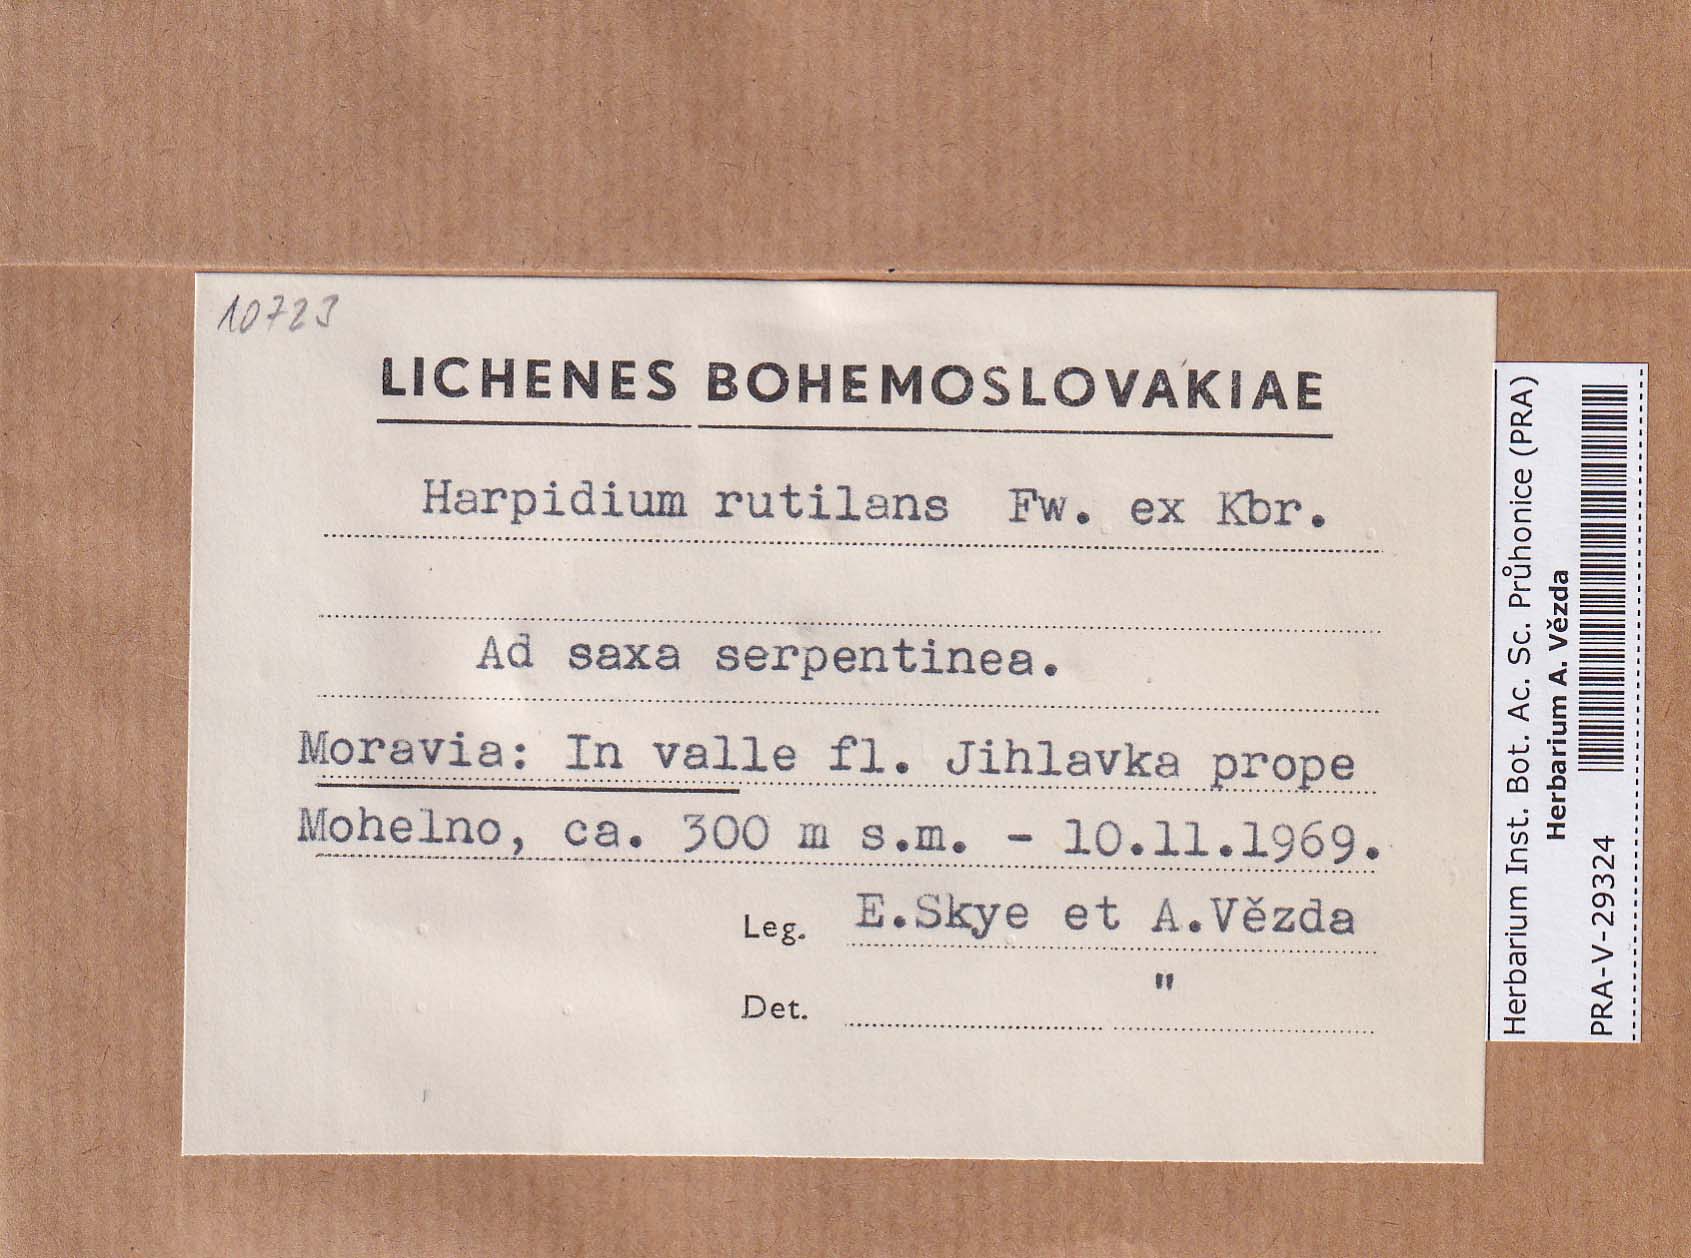 10723
LICHENES BOHEMOSLOVAKIAE
Harpidium rutilans Fw. ex Kbr.
Ad saxa serpentinea.
Moravia: In valle fl. Jihlavka prope
Mohelno, ca. 300 m s.m. - 10.11.1969.
Leg. E.Skye et A.Vězda
Det. "
Herbarium Inst. Bot. Ac. Sc. Průhonice (PRA)
Herbarium A. Vězda
PRA-V-29324